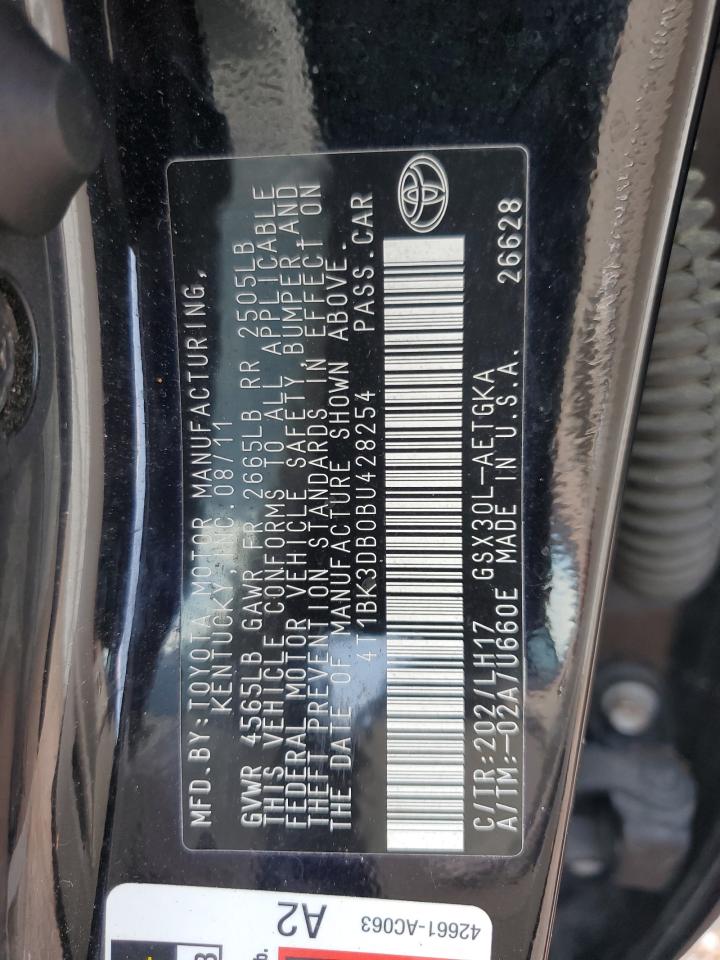 MFD.BY:TOYOTA MOTOR MANUFACTURING,
KENTUCKY,INC.08/11
GVWR 4565LB GAWR FR 2665LB RR 2505LB
THIS VEHICLE CONFORMS TO ALL APPLICABLE
FEDERAL MOTOR VEHICLE SAFETY, BUMPER,AND
THEFT PREVENTION STANDARDS IN EFFECT ON
THE DATE OF MANUFACTURE SHOWN ABOVE.
4T1BK3DB0BU428254 PASS.CAR
C/TR:202/LH17 GSX30L-AETGKA
A/TM:-02A/U660E MADE IN U.S.A. 26628
42661-AC063
A2
b.